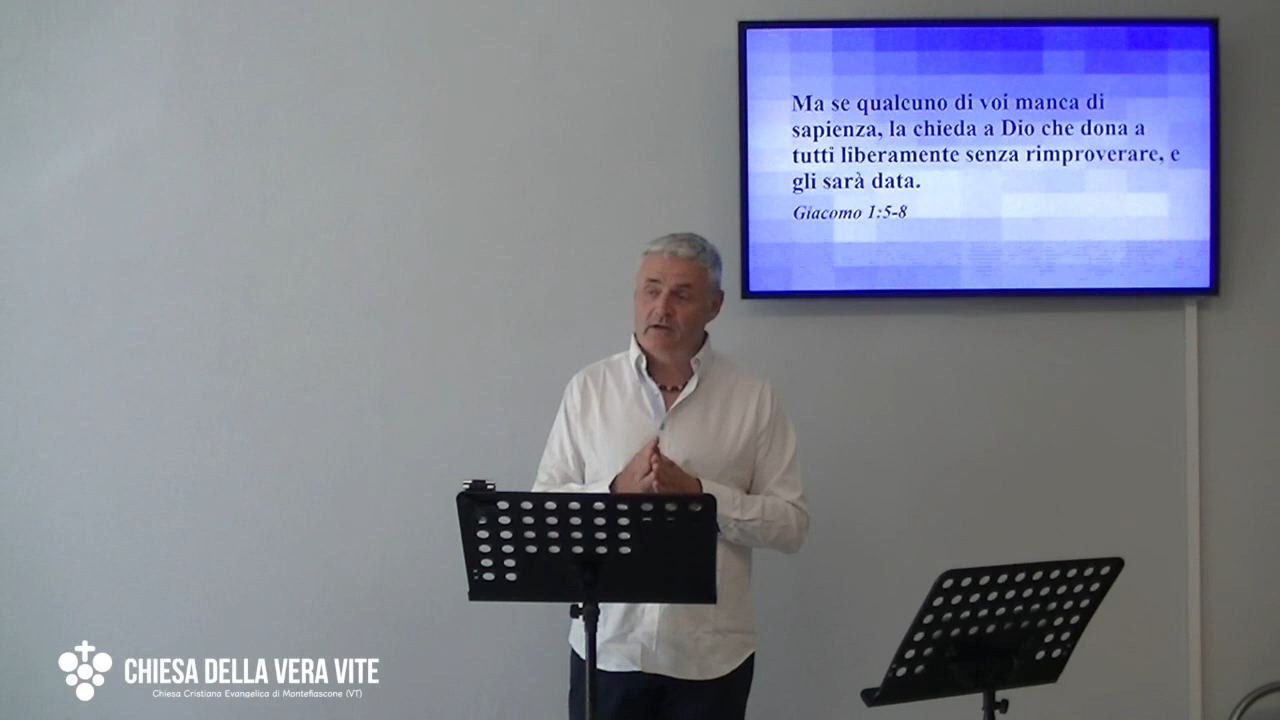 Ma se qualcuno di voi manca di
sapienza, la chieda a Dio che dona a
tutti liberamente senza rimproverare, e
gli sarà data.
Giacomo 1:5-8
CHIESA DELLA VERA VITE
Chiesa Cristiana Evangelica di Montefiascone (VT)